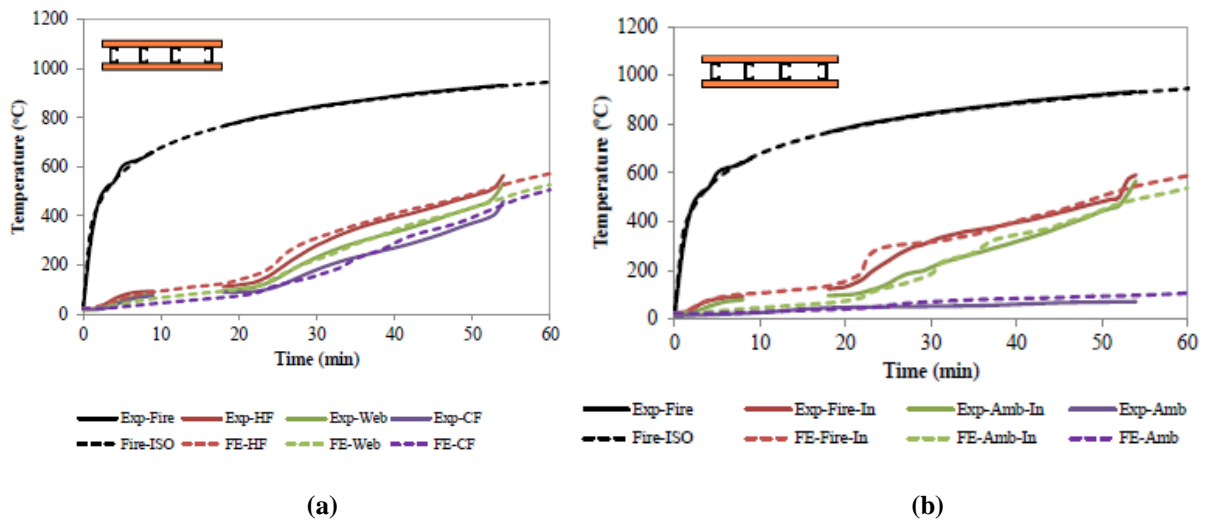 1200
1000
800
600
400
200
0
Temperature (°C)
0 10 20 30 40 50 60
Time (min)
Exp-Fire Exp-HF Exp-Web Exp-CF
Fire-ISO FE-HF FE-Web FE-CF
(a)
1200
1000
800
600
400
200
0
Temperature (°C)
0 10 20 30 40 50 60
Time (min)
Exp-Fire Exp-Fire-In Exp-Amb-In Exp-Amb
Fire-ISO FE-Fire-In FE-Amb-In FE-Amb
(b)